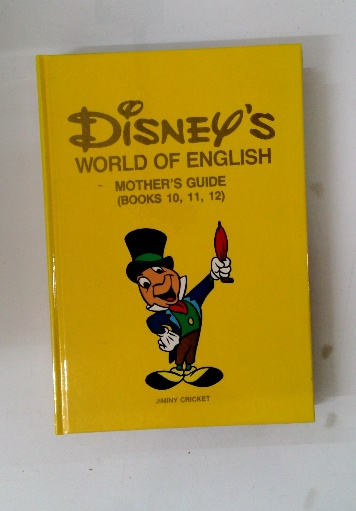 DISNEY'S
WORLD OF ENGLISH
MOTHER'S GUIDE
(BOOKS 10, 11, 12)
JIMINY CRICKET